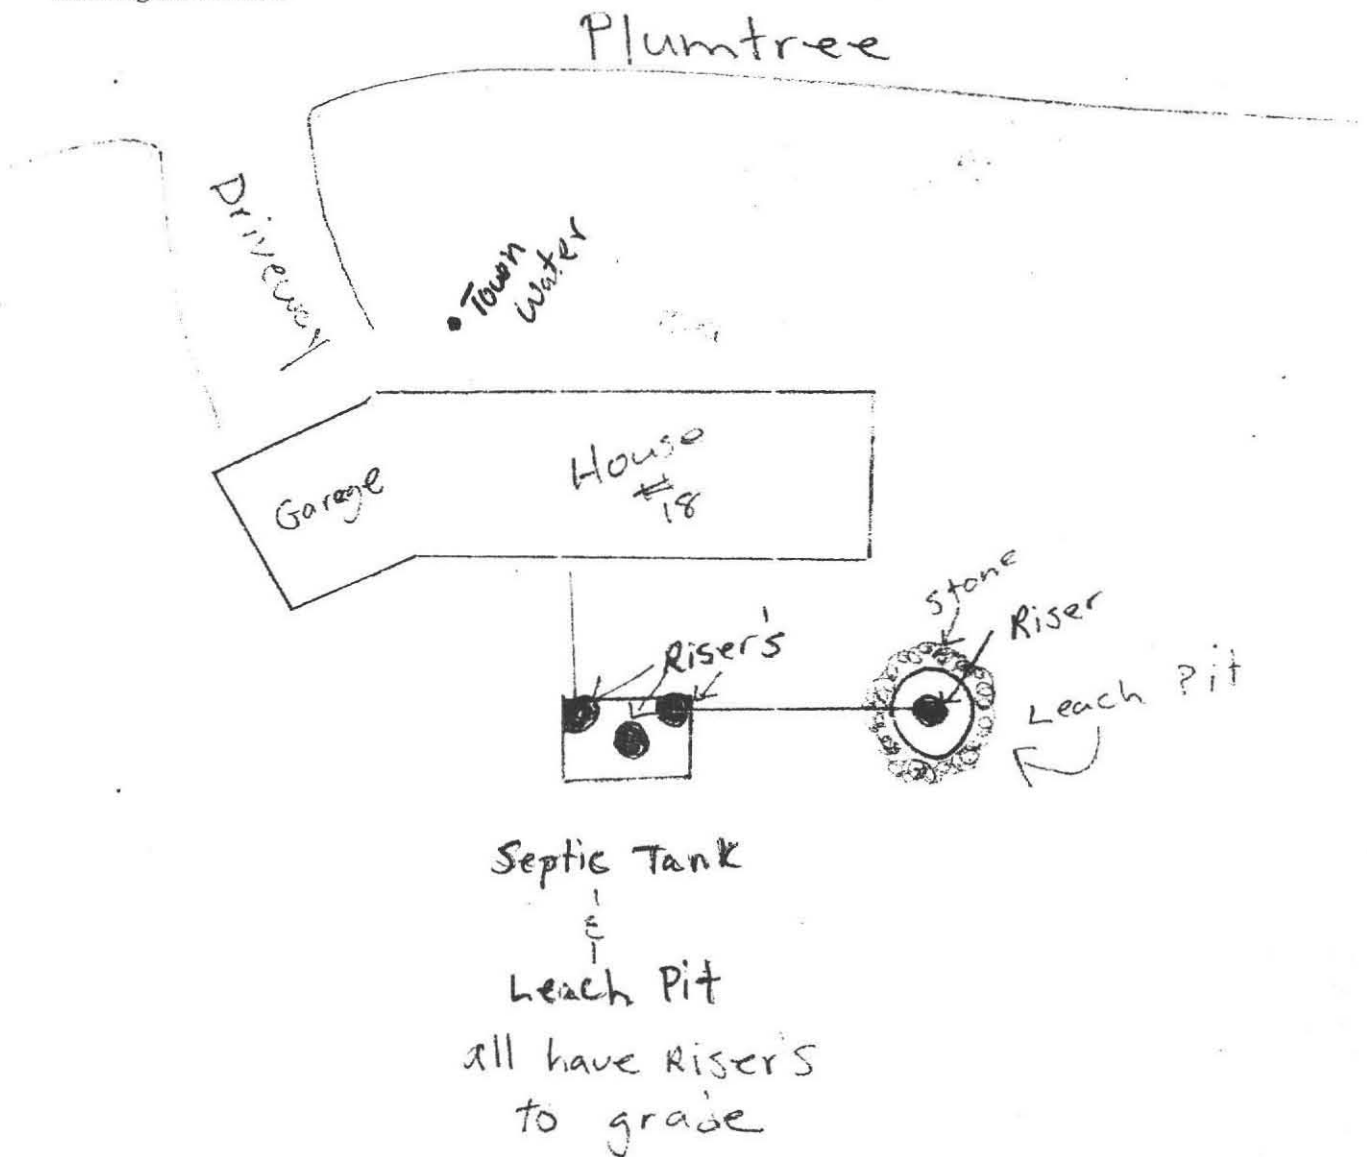 Plumtree
Driveway
Town
Water
House
#18
Garage
Stone
Riser
Riser's
Leach Pit
Septic Tank
&
Leach Pit
all have Riser's
to grade